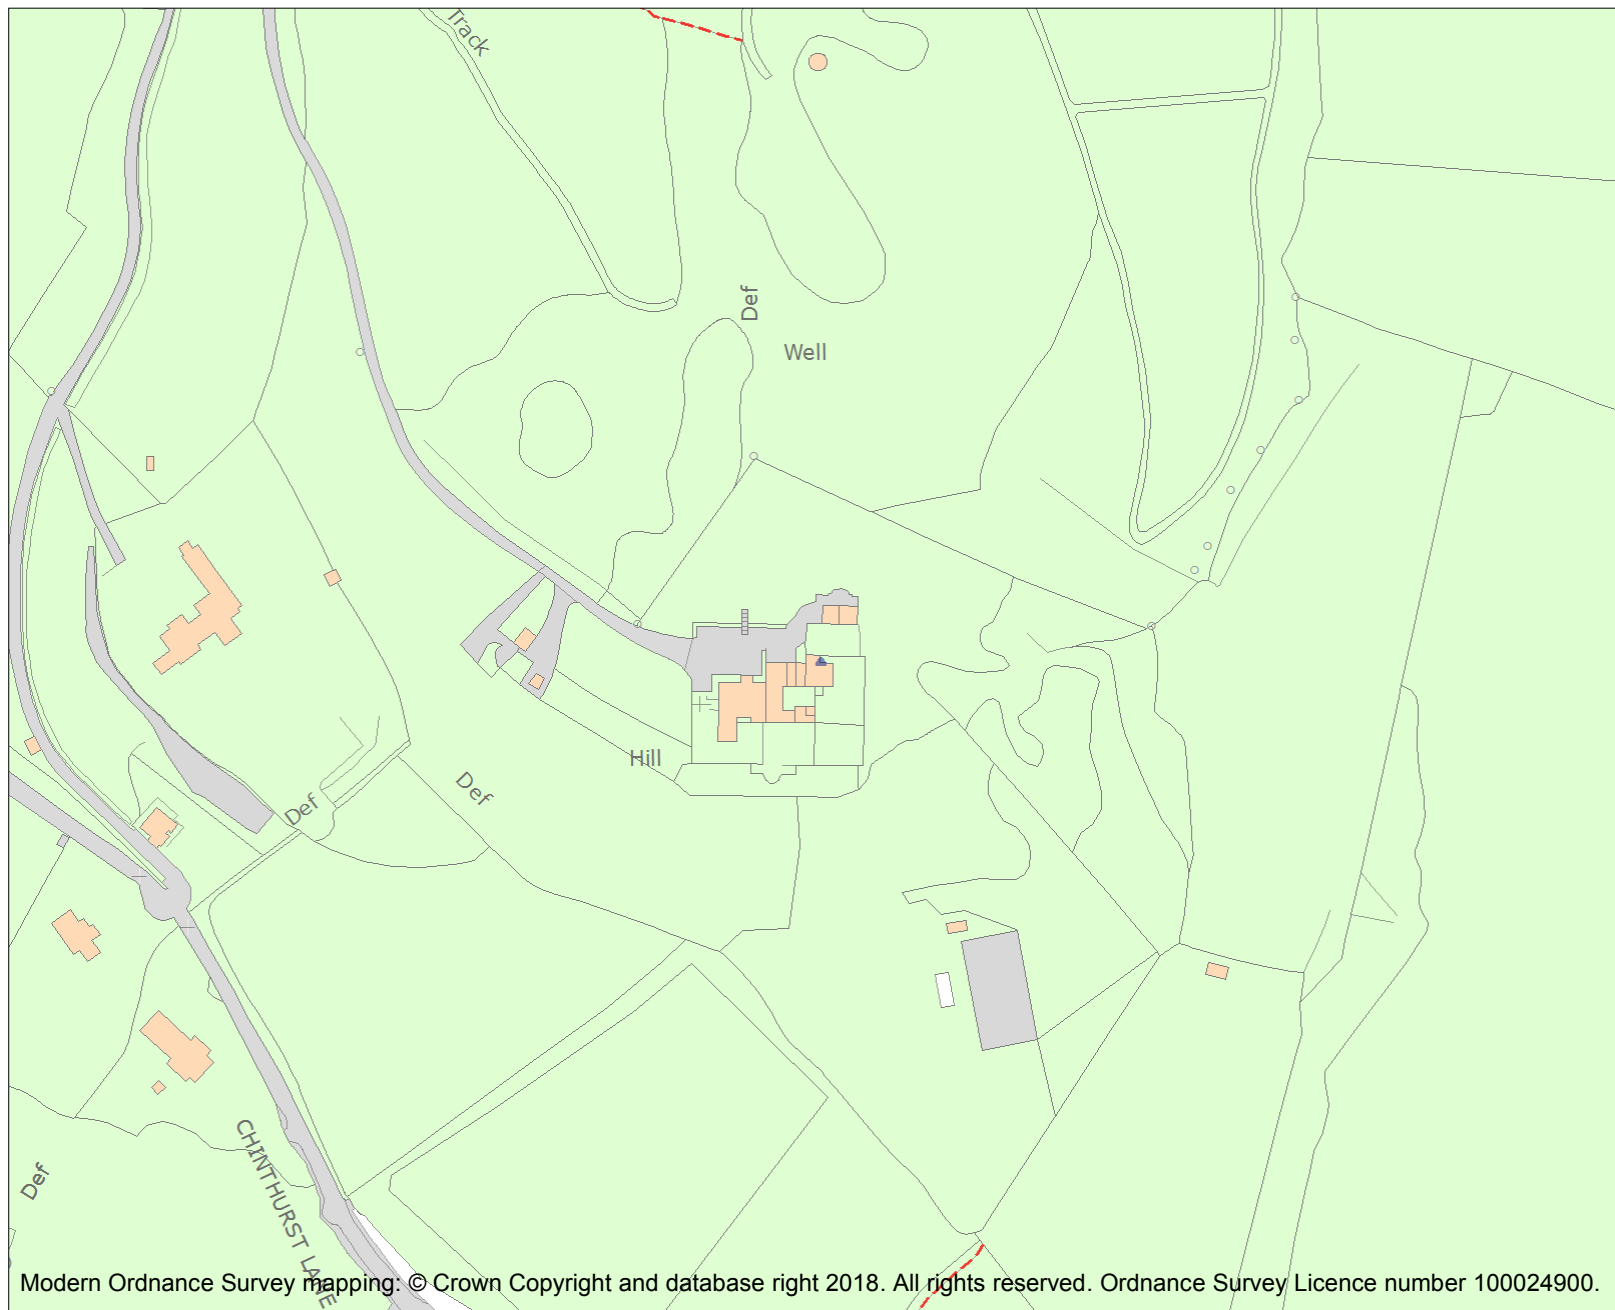 Track
Def
Well
Hill
Def
Def
CHINTHURST LANE
Def
Modern Ordnance Survey mapping: © Crown Copyright and database right 2018. All rights reserved. Ordnance Survey Licence number 100024900.